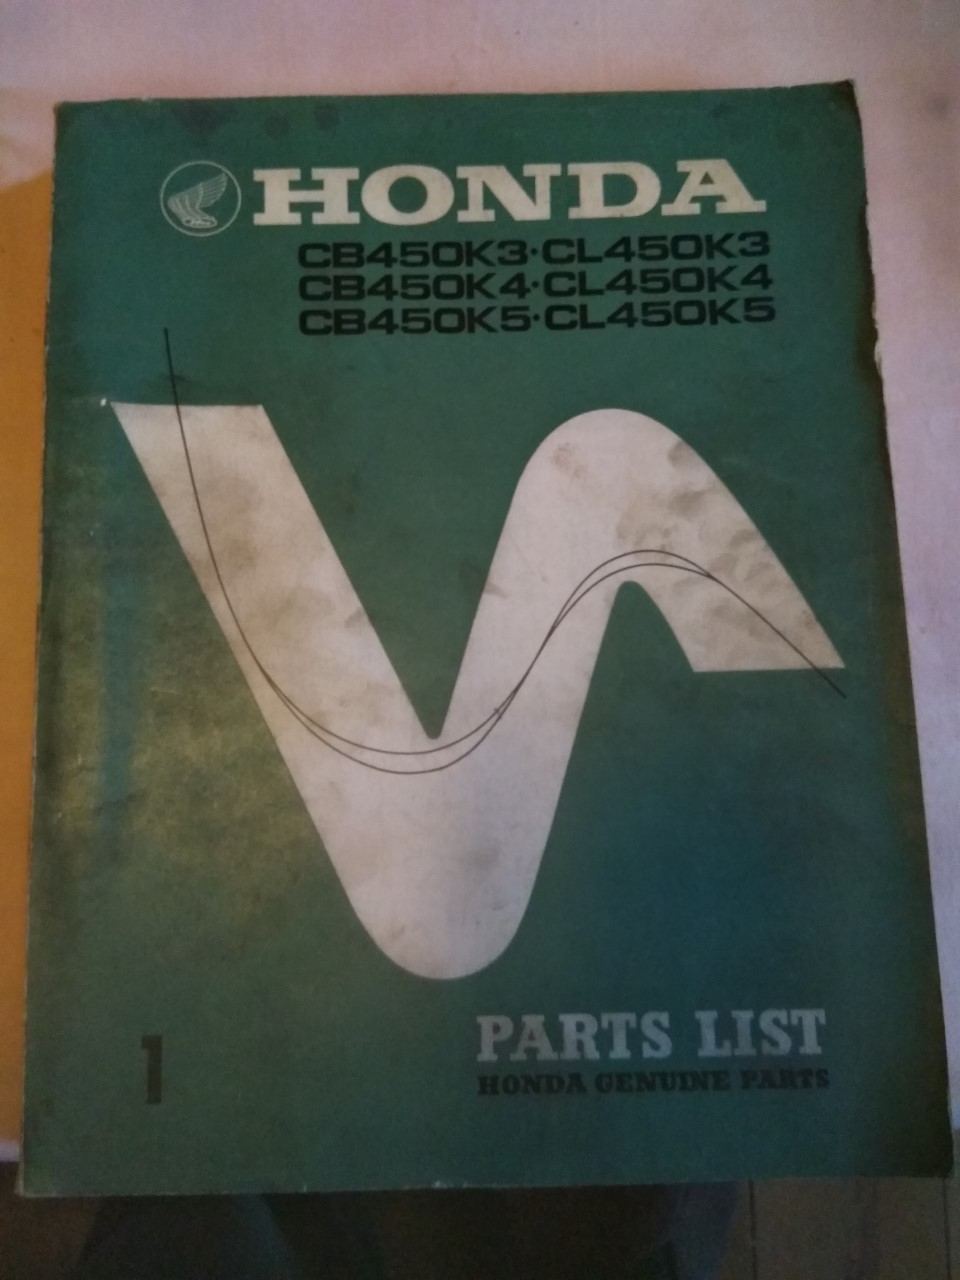 HONDA
CB450K3·CL450K3
CB450K4·CL450K4
CB450K5·CL450K5
PARTS LIST
HONDA GENUINE PARTS
1